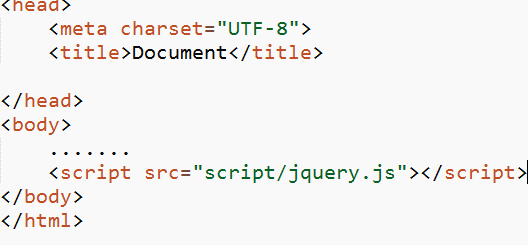 <head>
    <meta charset="UTF-8">
    <title>Document</title>
</head>
<body>
    .......
    <script src="script/jquery.js"></script>
</body>
</html>